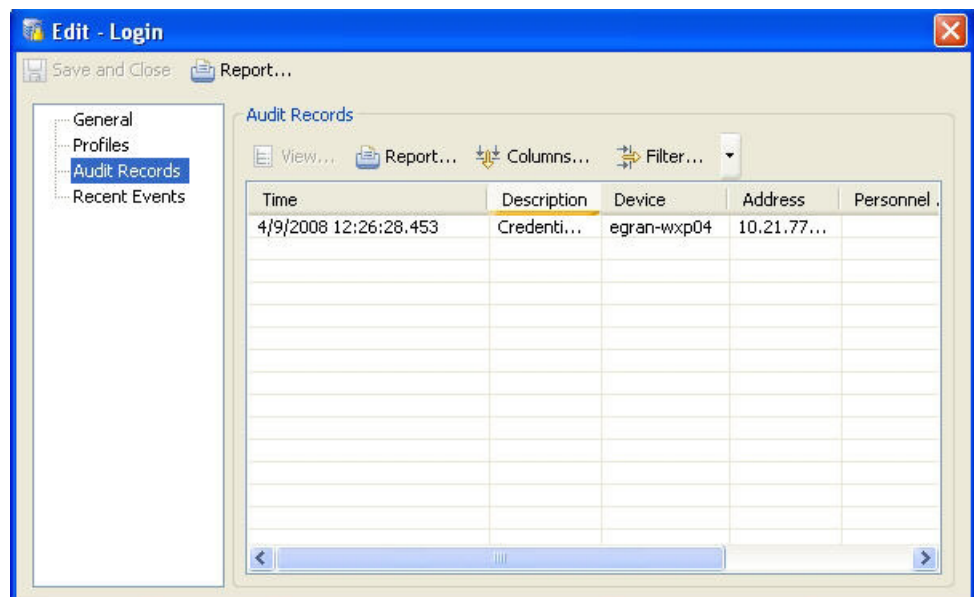 Edit - Login
Save and Close Report...
General
Profiles
Audit Records
Recent Events
Audit Records
View... Report... Columns... Filter...
Time Description Device Address Personnel .
4/9/2008 12:26:28.453 Credenti... egran-wxp04 10.21.77...